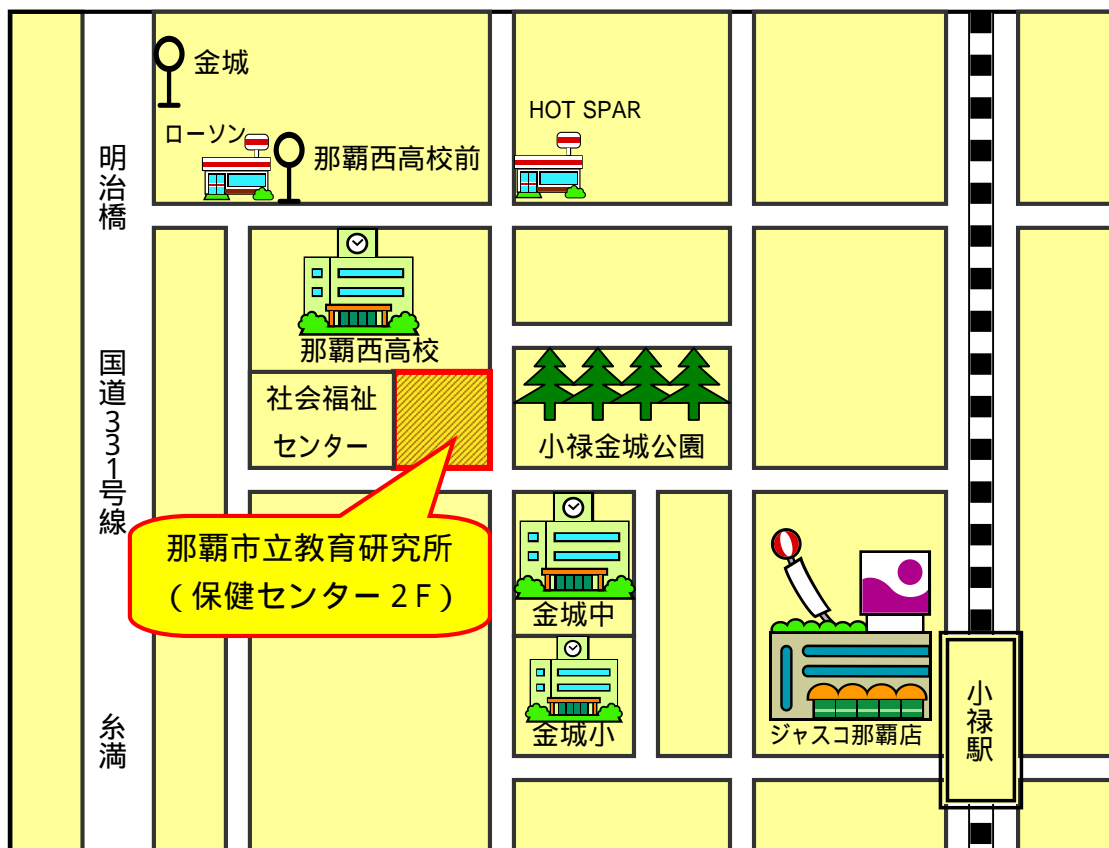 金城
ローソン
那覇西高校前
HOT SPAR
明治橋
那覇西高校
国道331号線
社会福祉
センター
小禄金城公園
那覇市立教育研究所
（保健センター２Ｆ）
金城中
金城小
ジャスコ那覇店
小禄駅
糸満